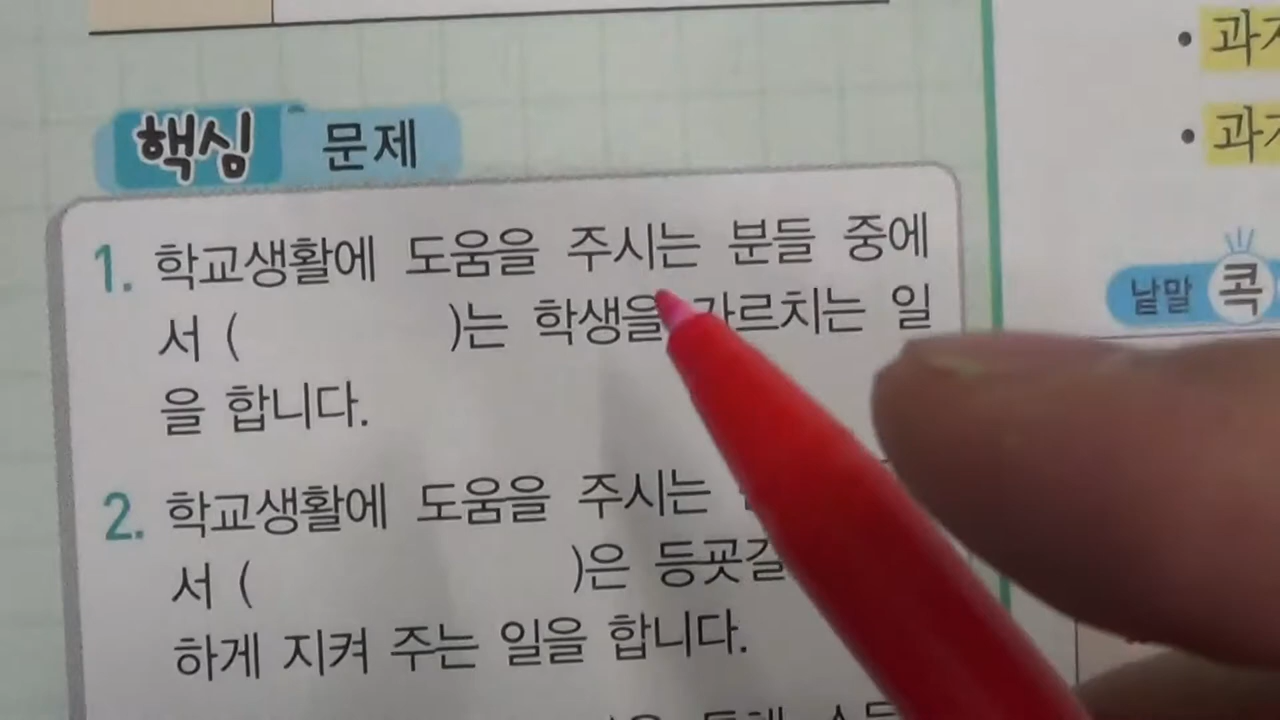 핵심 문제
1. 학교생활에 도움을 주시는 분들 중에
서 ( )는 학생을 가르치는 일
을 합니다.
2. 학교생활에 도움을 주시는
서 ( )은 등굣길
하게 지켜 주는 일을 합니다.
• 과거
• 과거
낱말 콕